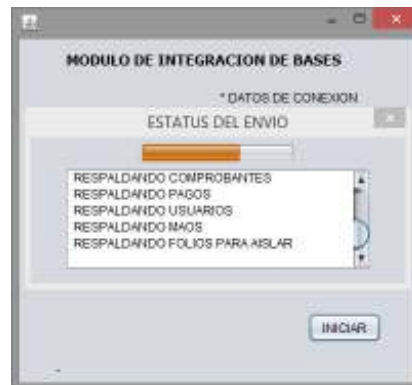 MODULO DE INTEGRACION DE BASES
* DATOS DE CONEXION
ESTATUS DEL ENVIO
RESPALDANDO COMPROBANTES
RESPALDANDO PAGOS
RESPALDANDO USUARIOS
RESPALDANDO MAOS
RESPALDANDO FOLIOS PARA AISLAR
INICIAR